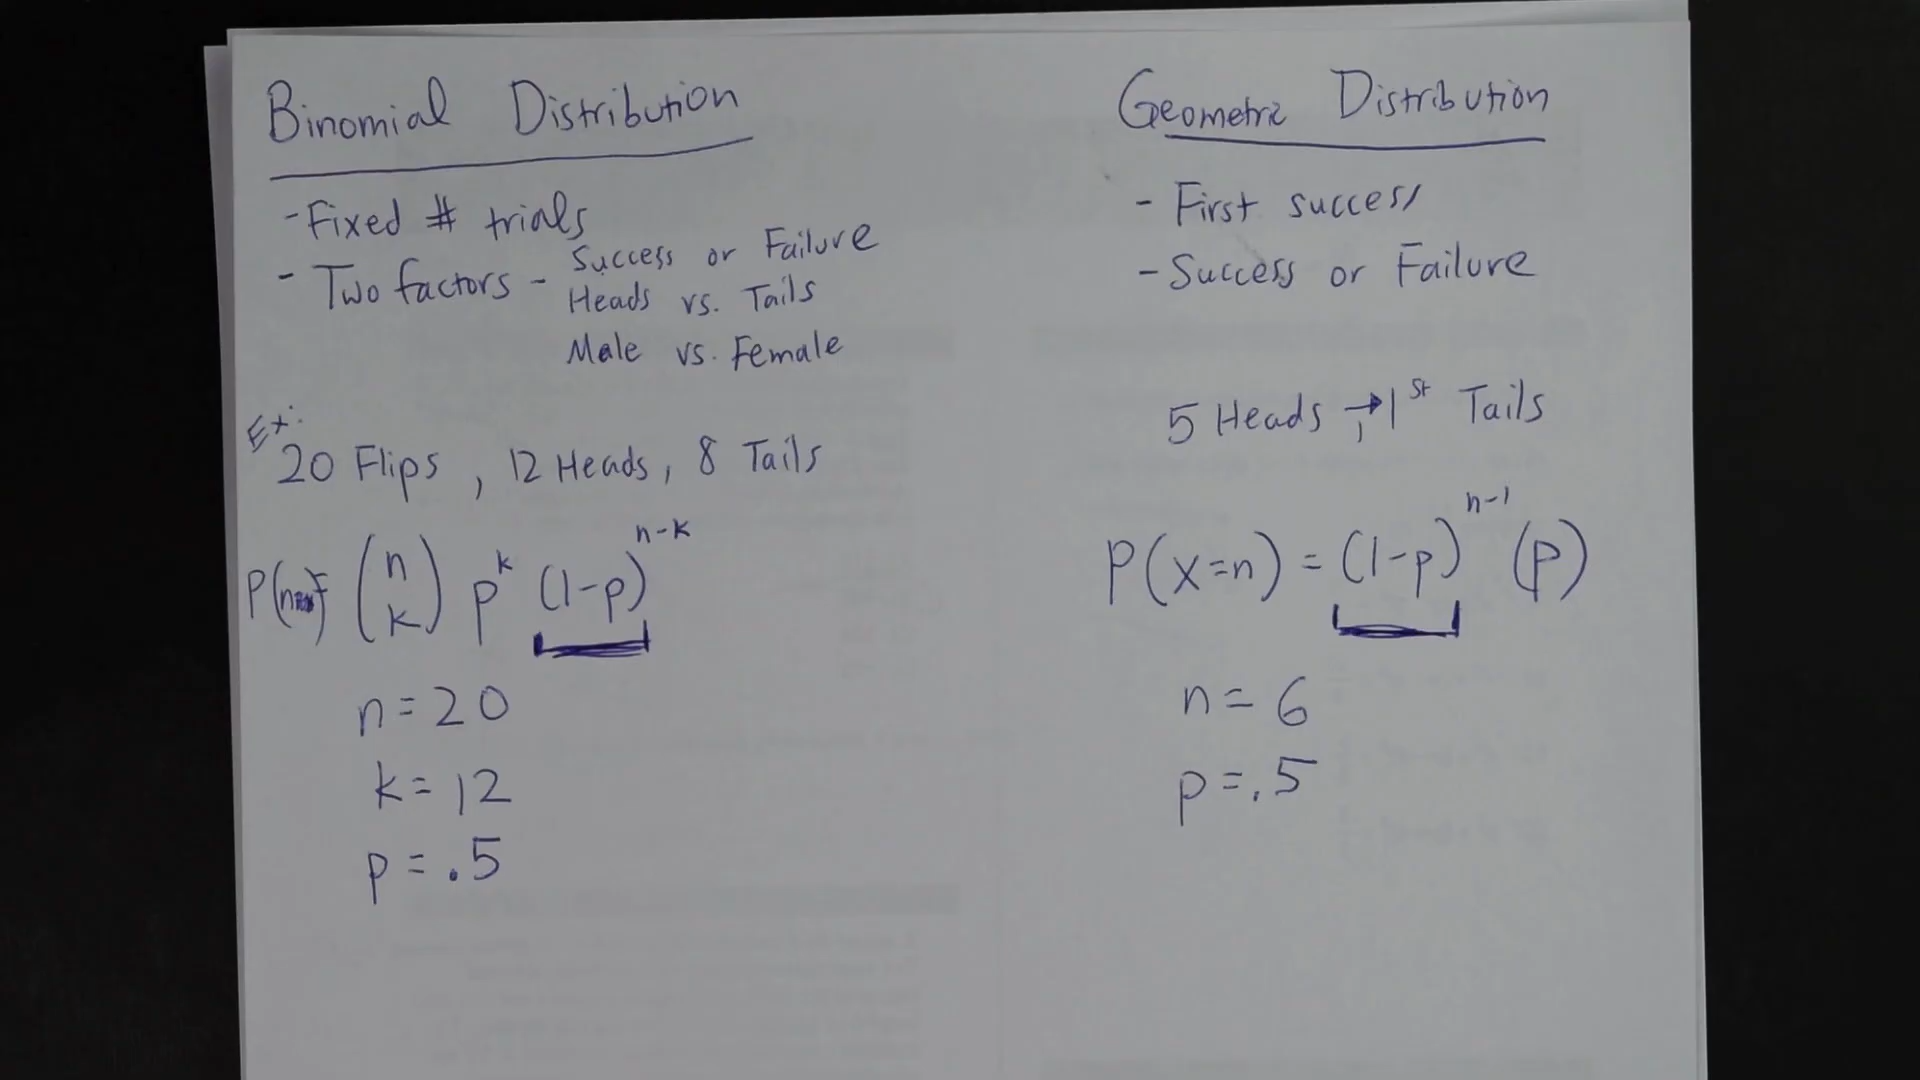 Binomial Distribution
- Fixed # trials
- Two factors - Success or Failure
Heads vs. Tails
Male vs. Female
Ex:
20 Flips, 12 Heads, 8 Tails
= (n k) p^k (1-p)^n-k
n = 20
k = 12
p = .5
Geometric Distribution
- First success
- Success or Failure
5 Heads → 1st Tails
P(x=n) = (1-p)^n-1 (p)
n = 6
p = .5